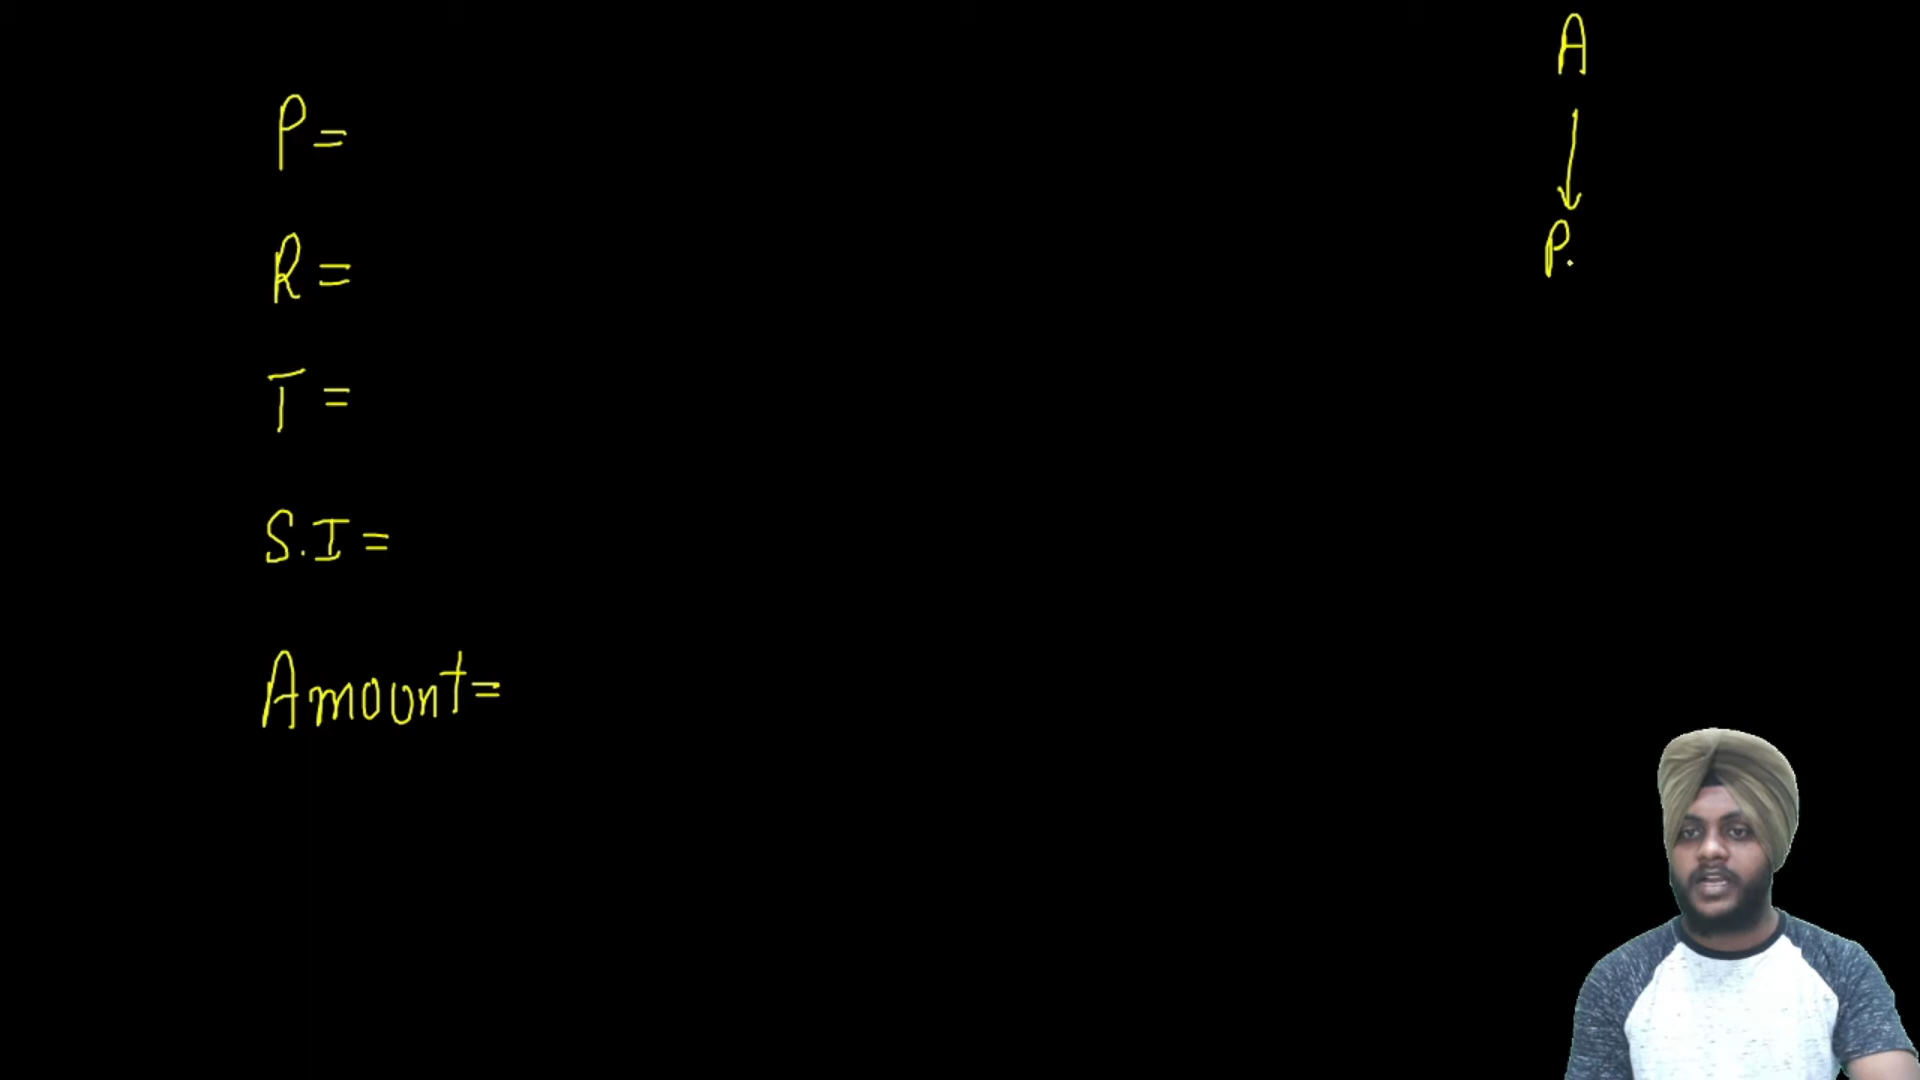 P=
R=
T=
S.I=
Amount=
A
P.